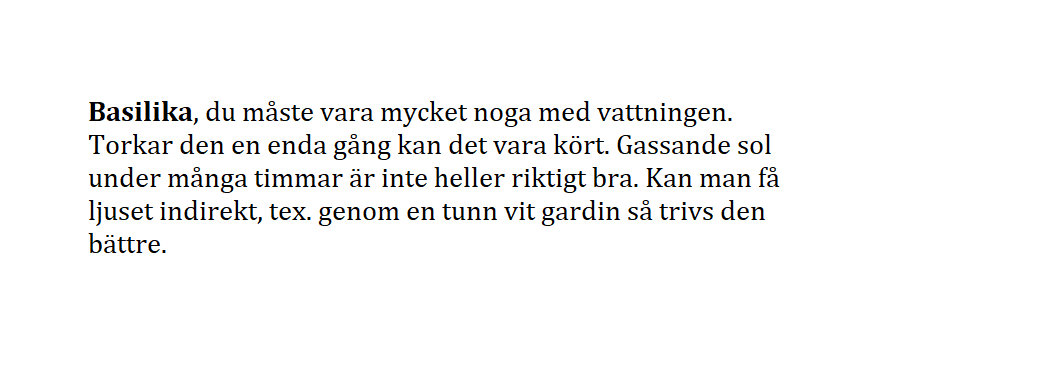 Basilika, du måste vara mycket noga med vattningen.
Torkar den en enda gång kan det vara kört. Gassande sol
under många timmar är inte heller riktigt bra. Kan man få
ljuset indirekt, tex. genom en tunn vit gardin så trivs den
bättre.